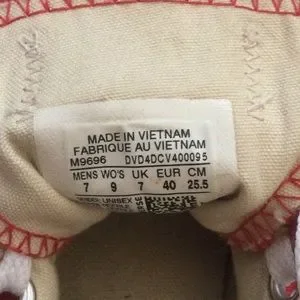 MADE IN VIETNAM
FABRIQUE AU VIETNAM
M9696 DVD4DCV400095
MENS WO'S UK EUR CM
7 9 7 40 25.5
UNISEX